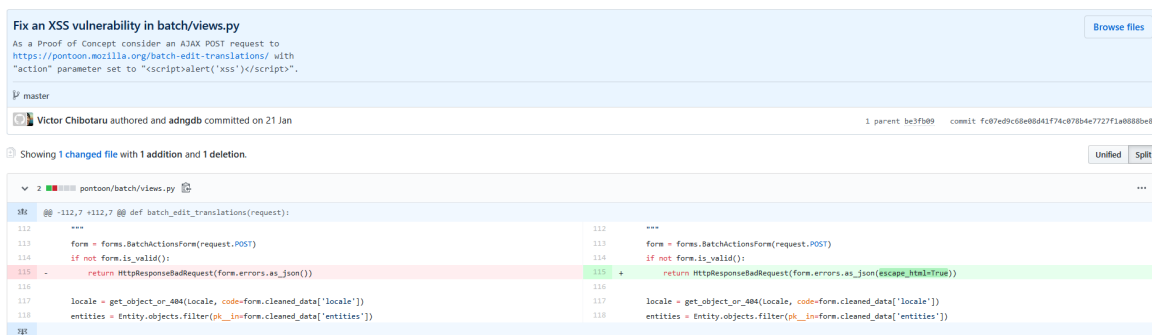 Fix an XSS vulnerability in batch/views.py
Browse files
As a Proof of Concept consider an AJAX POST request to
https://pontoon.mozilla.org/batch-edit-translations/ with
"action" parameter set to "<script>alert('xss')</script>".
master
Victor Chibotaru authored and adngdb committed on 21 Jan
1 parent be3fb09 commit fc07ed9c68e08d41f74c078b4e7727f1a0888be8
Showing 1 changed file with 1 addition and 1 deletion.
Unified Split
2 pontoon/batch/views.py
@@ -112,7 +112,7 @@ def batch_edit_translations(request):
112 """ 112 """
113 form = forms.BatchActionsForm(request.POST) 113 form = forms.BatchActionsForm(request.POST)
114 if not form.is_valid(): 114 if not form.is_valid():
115 - return HttpResponseBadRequest(form.errors.as_json()) 115 + return HttpResponseBadRequest(form.errors.as_json(escape_html=True))
116 116
117 locale = get_object_or_404(Locale, code=form.cleaned_data['locale']) 117 locale = get_object_or_404(Locale, code=form.cleaned_data['locale'])
118 entities = Entity.objects.filter(pk__in=form.cleaned_data['entities']) 118 entities = Entity.objects.filter(pk__in=form.cleaned_data['entities'])